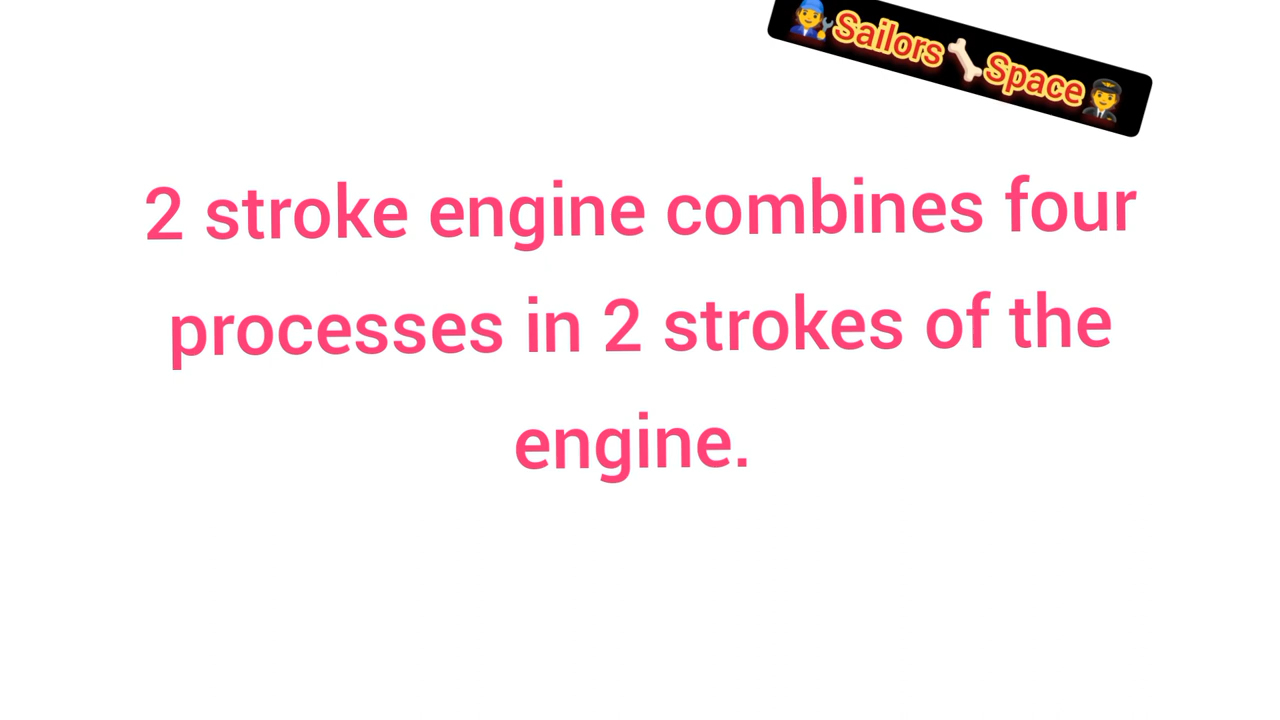 Sailors Space
2 stroke engine combines four
processes in 2 strokes of the
engine.